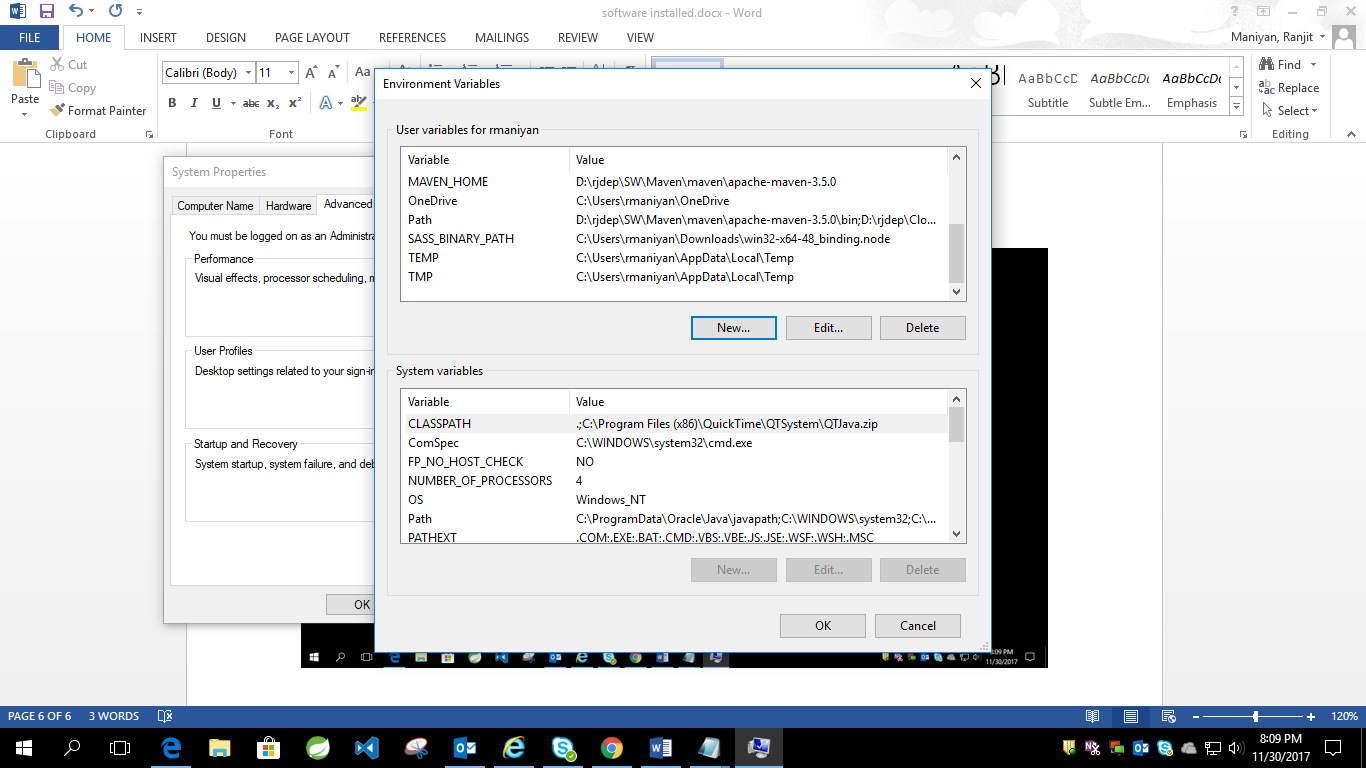 software installed.docx - Word
FILE HOME INSERT DESIGN PAGE LAYOUT REFERENCES MAILINGS REVIEW VIEW Maniyan, Ranjit
Paste
Cut
Copy
Format Painter
Clipboard
Calibri (Body) 11
Font
Subtitle
Subtle Em...
Emphasis
Find
Replace
Select
Editing
System Properties
Computer Name Hardware Advanced
You must be logged on as an Administra
Performance
Visual effects, processor scheduling, m
User Profiles
Desktop settings related to your sign-in
Startup and Recovery
System startup, system failure, and deb
OK
Environment Variables
User variables for rmaniyan
Variable Value
MAVEN_HOME D:\rjdep\SW\Maven\maven\apache-maven-3.5.0
OneDrive C:\Users\rmaniyan\OneDrive
Path D:\rjdep\SW\Maven\maven\apache-maven-3.5.0\bin;D:\rjdep\Clo...
SASS_BINARY_PATH C:\Users\rmaniyan\Downloads\win32-x64-48_binding.node
TEMP C:\Users\rmaniyan\AppData\Local\Temp
TMP C:\Users\rmaniyan\AppData\Local\Temp
New... Edit... Delete
System variables
Variable Value
CLASSPATH .;C:\Program Files (x86)\QuickTime\QTSystem\QTJava.zip
ComSpec C:\WINDOWS\system32\cmd.exe
FP_NO_HOST_CHECK NO
NUMBER_OF_PROCESSORS 4
OS Windows_NT
Path C:\ProgramData\Oracle\Java\javapath;C:\WINDOWS\system32;C:\...
PATHEXT .COM;.EXE;.BAT;.CMD;.VBS;.VBE;.JS;.JSE;.WSF;.WSH;.MSC
New... Edit... Delete
OK Cancel
8:09 PM
11/30/2017
PAGE 6 OF 6 3 WORDS 120%
8:09 PM
11/30/2017